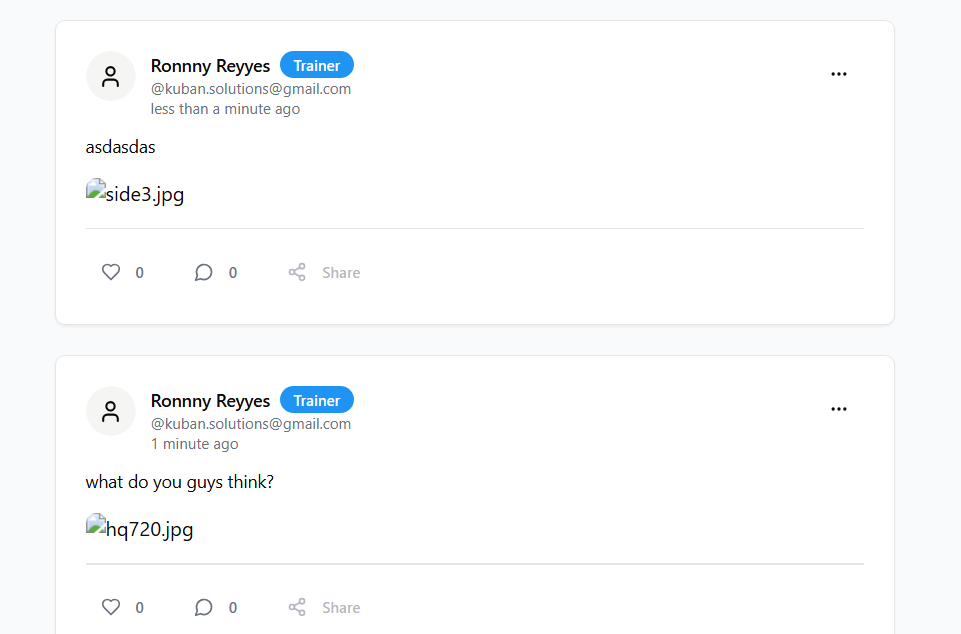 Ronnny Reyyes Trainer
@kuban.solutions@gmail.com
less than a minute ago
asdasdas
side3.jpg
0 0 Share
Ronnny Reyyes Trainer
@kuban.solutions@gmail.com
1 minute ago
what do you guys think?
hq720.jpg
0 0 Share